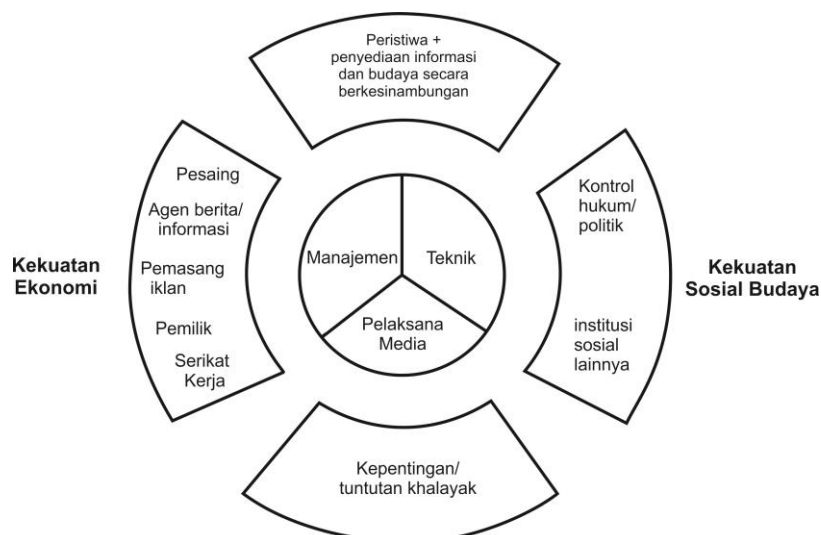 Peristiwa +
penyediaan informasi
dan budaya secara
berkesinambungan
Kekuatan
Ekonomi
Pesaing
Agen berita/
informasi
Pemasang
iklan
Pemilik
Serikat
Kerja
Manajemen
Teknik
Pelaksana
Media
Kontrol
hukum/
politik
institusi
sosial
lainnya
Kekuatan
Sosial Budaya
Kepentingan/
tuntutan khalayak